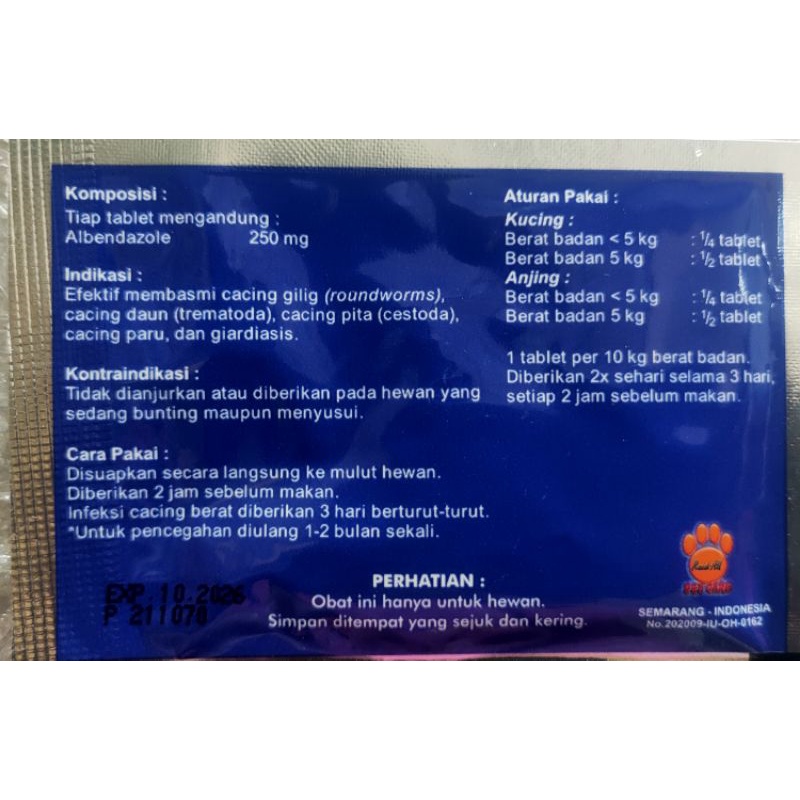 Komposisi :
Tiap tablet mengandung :
Albendazole 250 mg
Indikasi :
Efektif membasmi cacing gilig (roundworms),
cacing daun (trematoda), cacing pita (cestoda),
cacing paru, dan giardiasis.
Kontraindikasi :
Tidak dianjurkan atau diberikan pada hewan yang
sedang bunting maupun menyusui.
Cara Pakai :
Disuapkan secara langsung ke mulut hewan.
Diberikan 2 jam sebelum makan.
Infeksi cacing berat diberikan 3 hari berturut-turut.
*Untuk pencegahan diulang 1-2 bulan sekali.
Aturan Pakai :
Kucing :
Berat badan < 5 kg : 1/4 tablet
Berat badan 5 kg : 1/2 tablet
Anjing :
Berat badan < 5 kg : 1/4 tablet
Berat badan 5 kg : 1/2 tablet
1 tablet per 10 kg berat badan.
Diberikan 2x sehari selama 3 hari,
setiap 2 jam sebelum makan.
EXP 10.2026
P 211078
PERHATIAN :
Obat ini hanya untuk hewan.
Simpan ditempat yang sejuk dan kering.
SEMARANG - INDONESIA
No.202009-IU-OH-0162